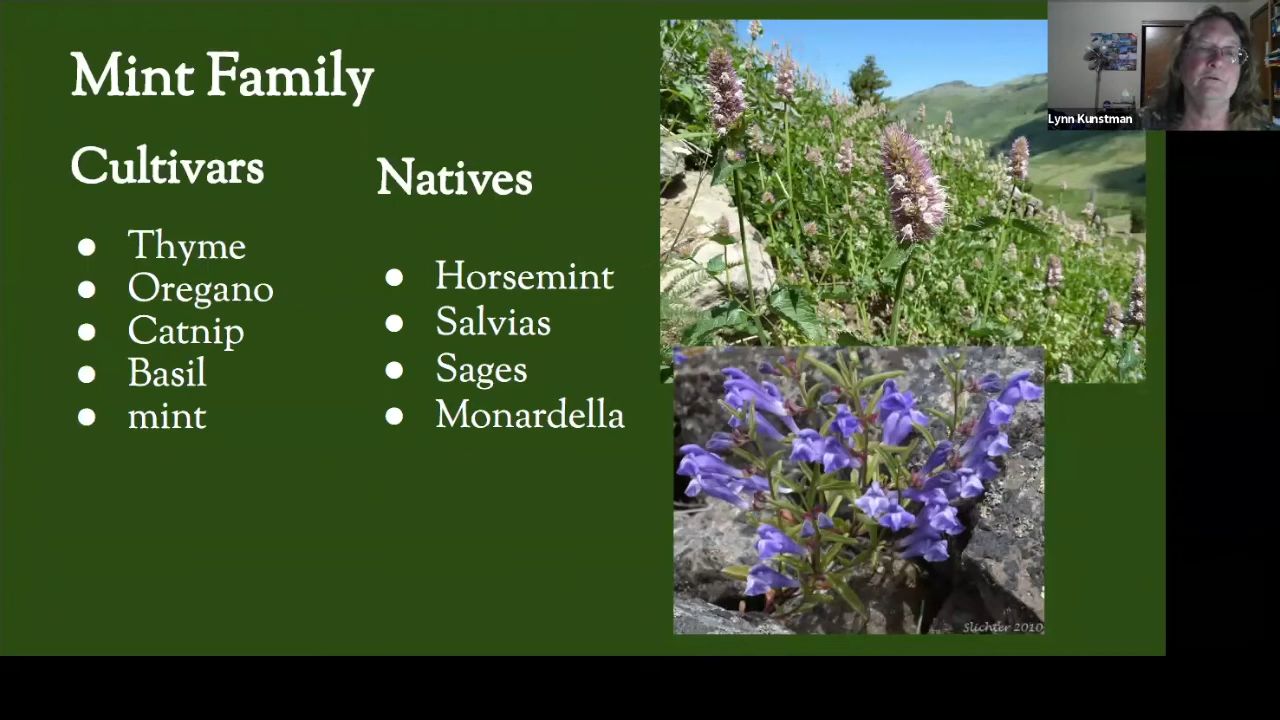 Mint Family
Cultivars
● Thyme
● Oregano
● Catnip
● Basil
● mint
Natives
● Horsemint
● Salvias
● Sages
● Monardella
Lynn Kunstman
Slichter 2010